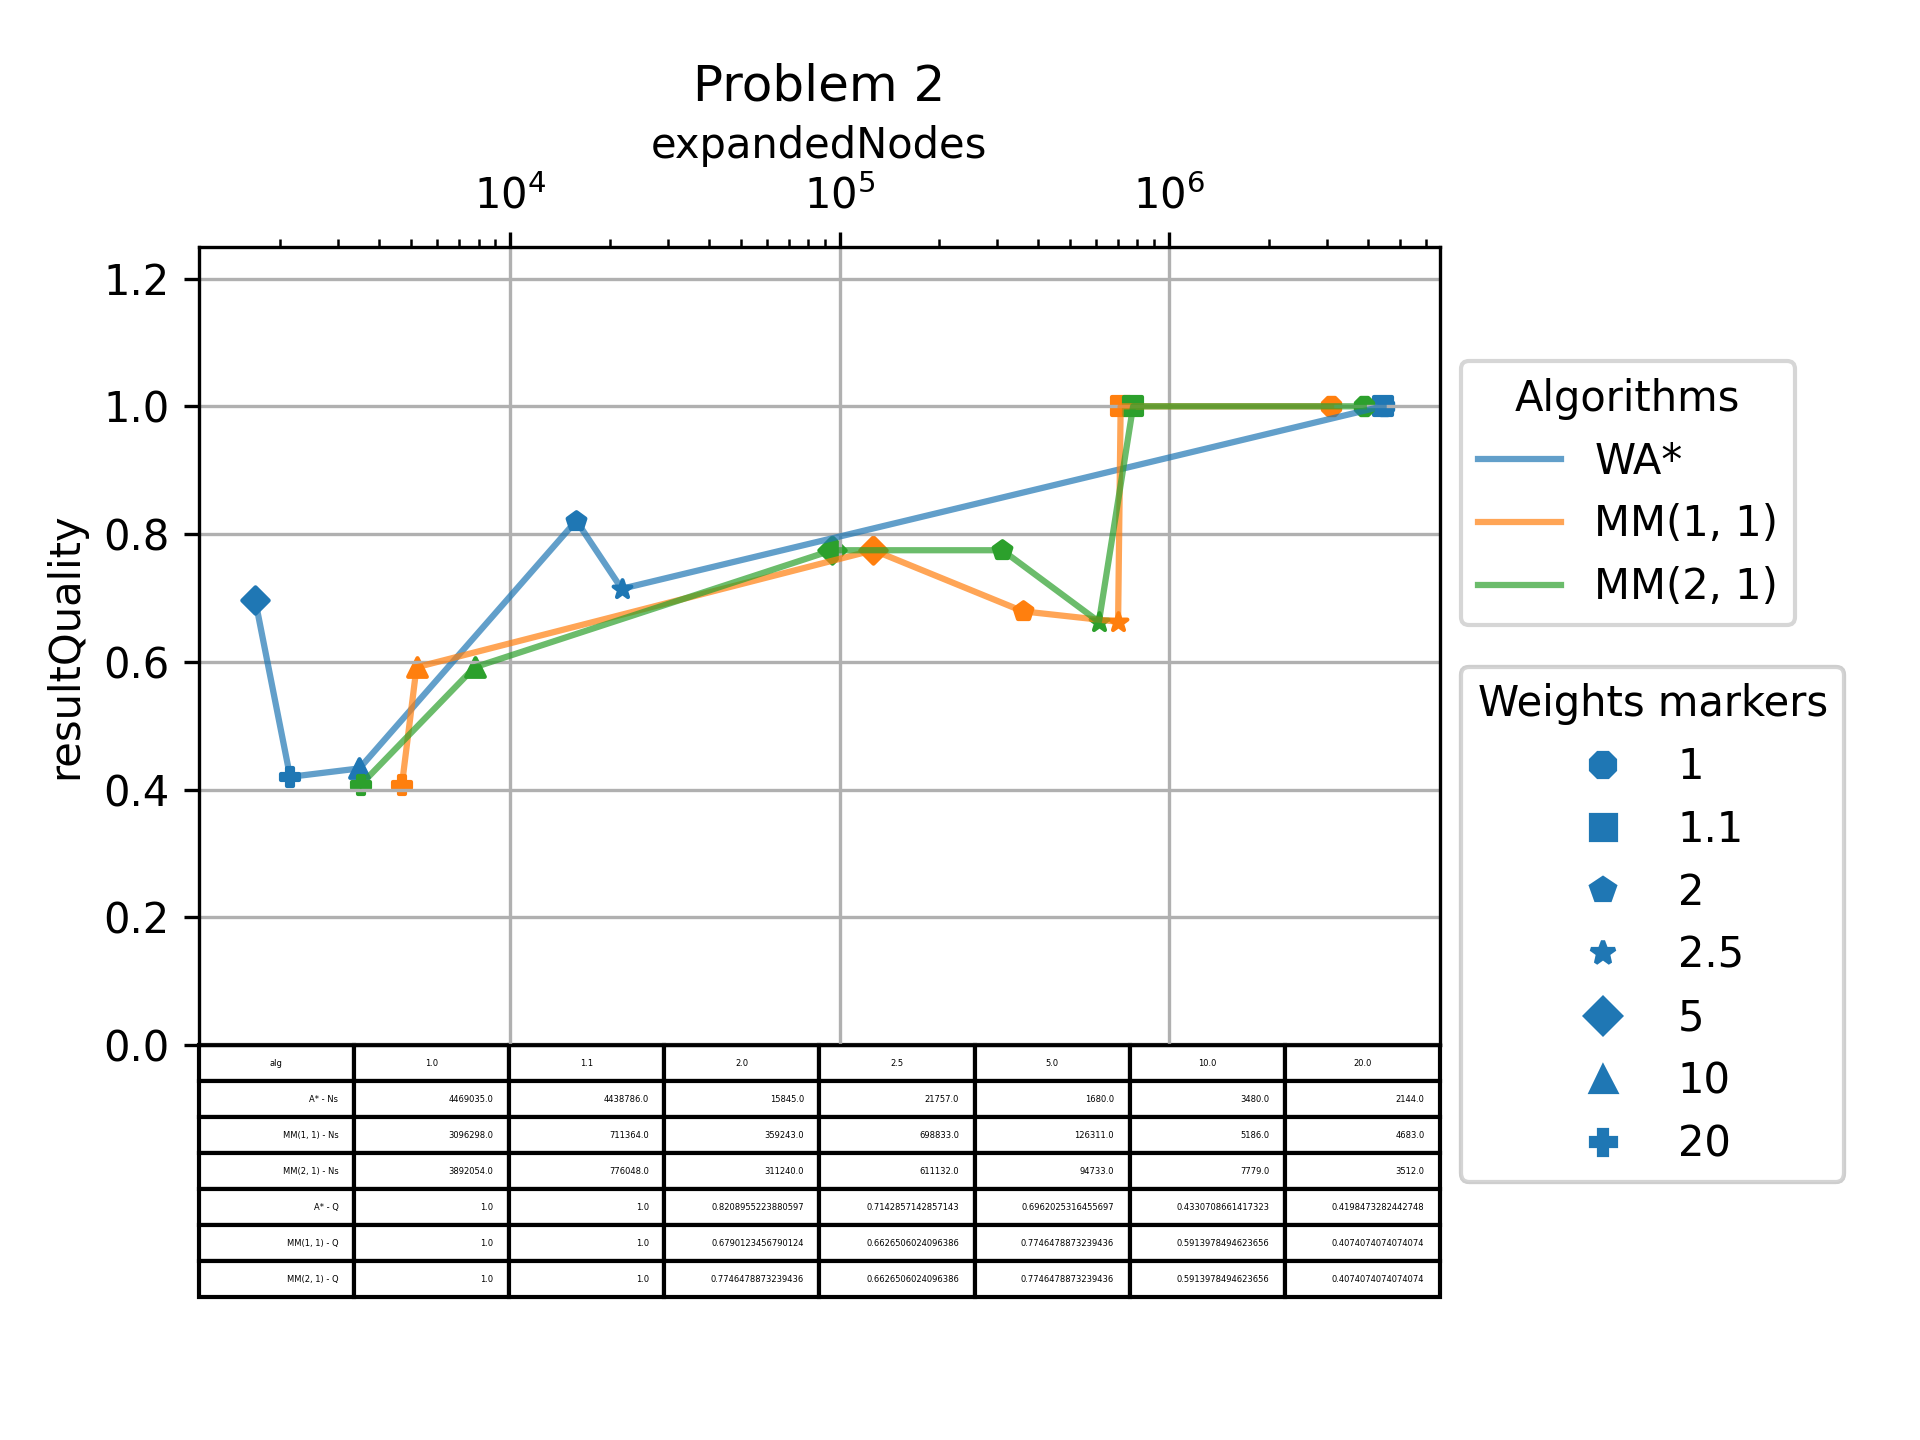 Problem 2
expandedNodes
10^4 10^5 10^6
1.2
1.0
0.8
0.6
0.4
0.2
0.0
resultQuality
Algorithms
WA*
MM(1, 1)
MM(2, 1)
Weights markers
1
1.1
2
2.5
5
10
20
alg 1.0 1.1 2.0 2.5 5.0 10.0 20.0
A* - Ns 4469035.0 4438786.0 15845.0 21757.0 1680.0 3480.0 2144.0
MM(1, 1) - Ns 3096298.0 711364.0 359243.0 698833.0 126311.0 5186.0 4683.0
MM(2, 1) - Ns 3892054.0 776048.0 311240.0 611132.0 94733.0 7779.0 3512.0
A* - Q 1.0 1.0 0.8208955223880597 0.7142857142857143 0.6962025316455697 0.4330708661417323 0.4198473282442748
MM(1, 1) - Q 1.0 1.0 0.6790123456790124 0.6626506024096386 0.7746478873239436 0.5913978494623656 0.4074074074074074
MM(2, 1) - Q 1.0 1.0 0.7746478873239436 0.6626506024096386 0.7746478873239436 0.5913978494623656 0.4074074074074074